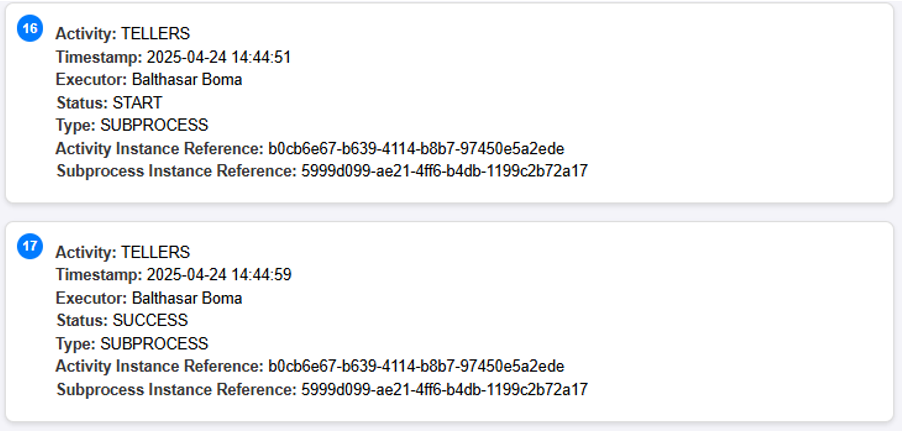 16
Activity: TELLERS
Timestamp: 2025-04-24 14:44:51
Executor: Balthasar Boma
Status: START
Type: SUBPROCESS
Activity Instance Reference: b0cb6e67-b639-4114-b8b7-97450e5a2ede
Subprocess Instance Reference: 5999d099-ae21-4ff6-b4db-1199c2b72a17
17
Activity: TELLERS
Timestamp: 2025-04-24 14:44:59
Executor: Balthasar Boma
Status: SUCCESS
Type: SUBPROCESS
Activity Instance Reference: b0cb6e67-b639-4114-b8b7-97450e5a2ede
Subprocess Instance Reference: 5999d099-ae21-4ff6-b4db-1199c2b72a17